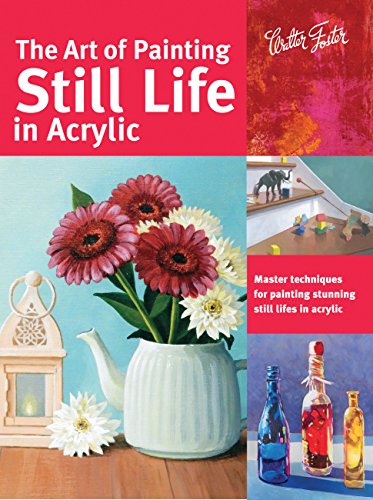 The Art of Painting
Still Life
in Acrylic
Walter Foster
Master techniques
for painting stunning
still lifes in acrylic